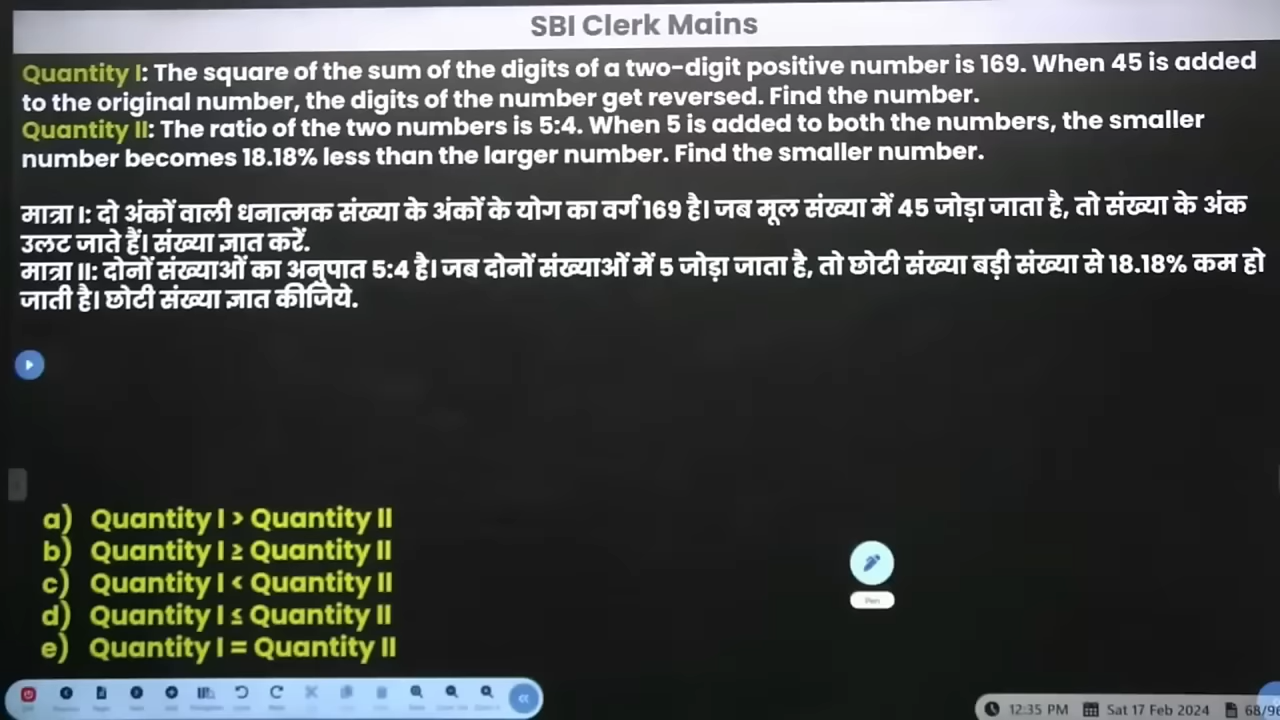 SBI Clerk Mains
Quantity I: The square of the sum of the digits of a two-digit positive number is 169. When 45 is added
to the original number, the digits of the number get reversed. Find the number.
Quantity II: The ratio of the two numbers is 5:4. When 5 is added to both the numbers, the smaller
number becomes 18.18% less than the larger number. Find the smaller number.
मात्रा I: दो अंकों वाली धनात्मक संख्या के अंकों के योग का वर्ग 169 है। जब मूल संख्या में 45 जोड़ा जाता है, तो संख्या के अंक
उलट जाते हैं। संख्या ज्ञात करें.
मात्रा II: दोनों संख्याओं का अनुपात 5:4 है। जब दोनों संख्याओं में 5 जोड़ा जाता है, तो छोटी संख्या बड़ी संख्या से 18.18% कम हो
जाती है। छोटी संख्या ज्ञात कीजिये.
a) Quantity I > Quantity II
b) Quantity I ≥ Quantity II
c) Quantity I < Quantity II
d) Quantity I ≤ Quantity II
e) Quantity I = Quantity II
Pen
12:35 PM Sat 17 Feb 2024 68/96